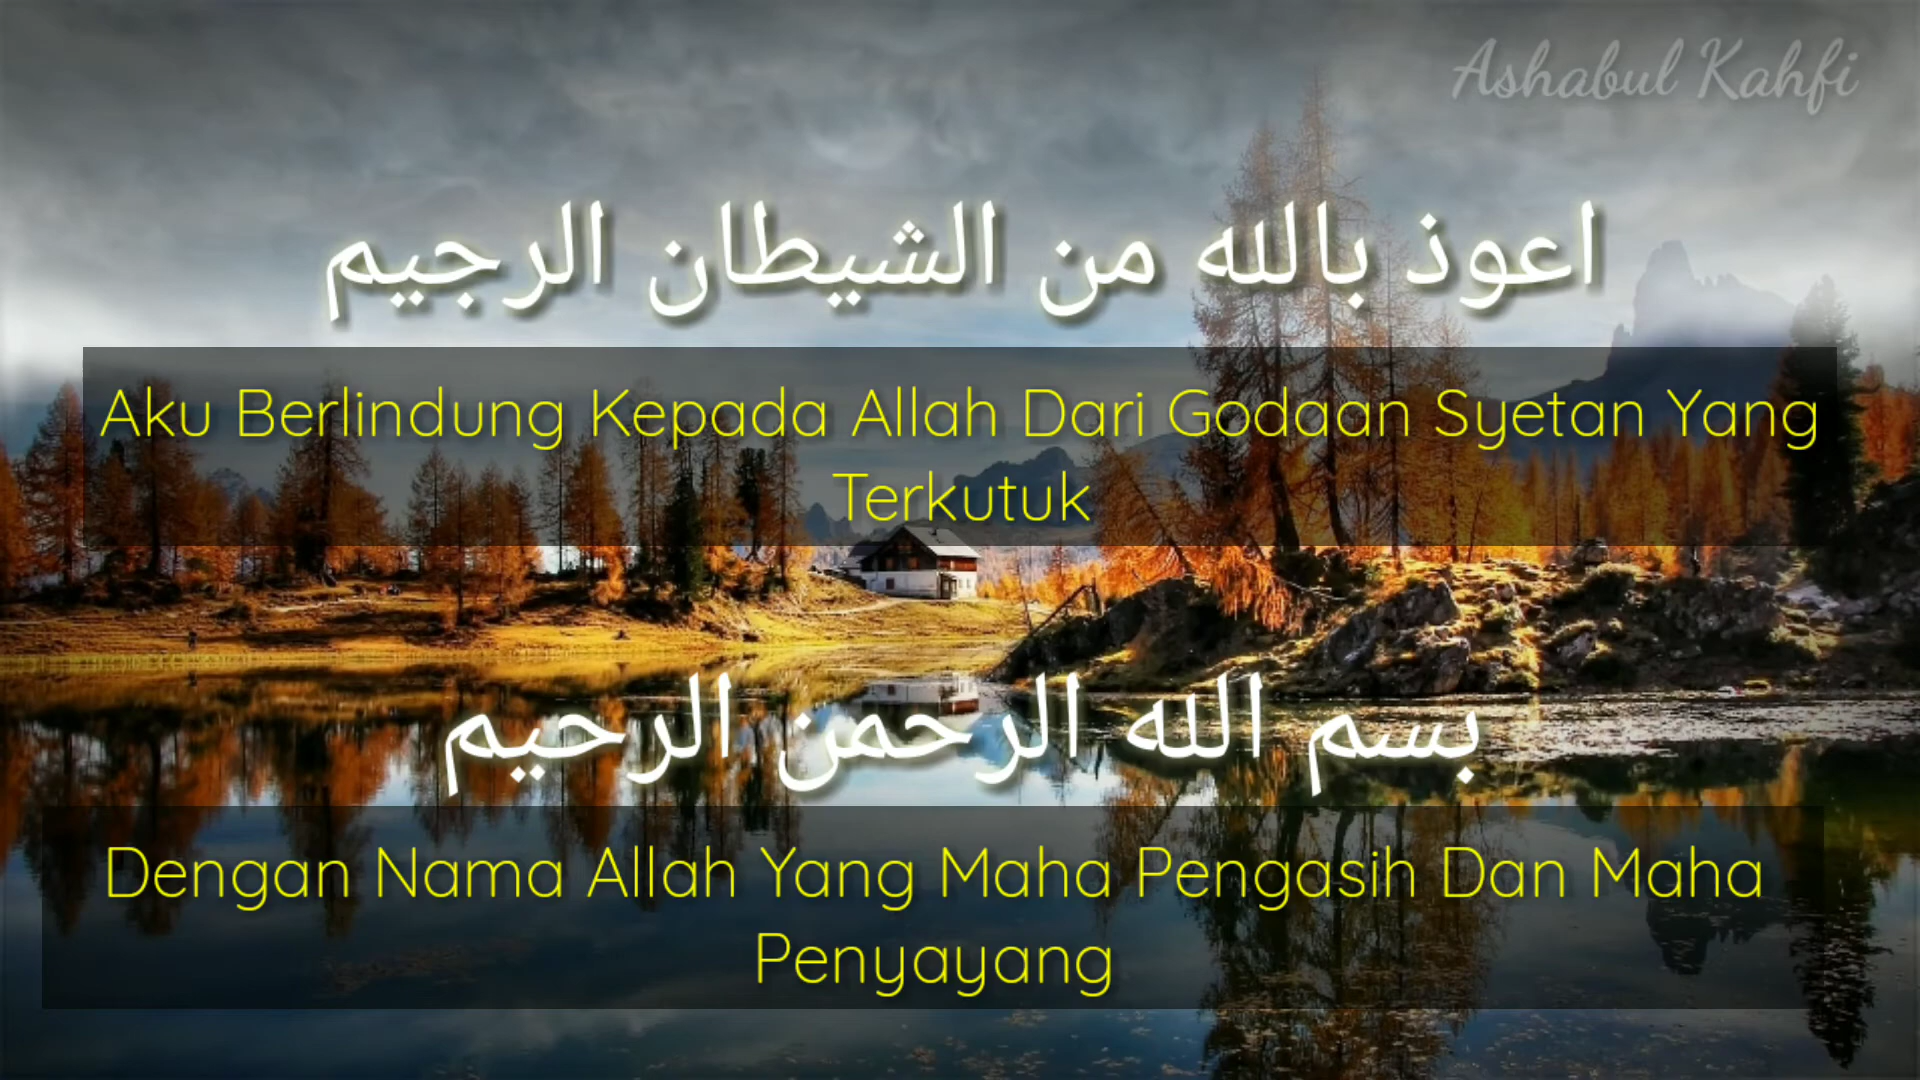 Ashabul Kahfi
اعوذ بالله من الشيطان الرجيم
Aku Berlindung Kepada Allah Dari Godaan Syetan Yang
Terkutuk
بسم الله الرحمن الرحيم
Dengan Nama Allah Yang Maha Pengasih Dan Maha
Penyayang